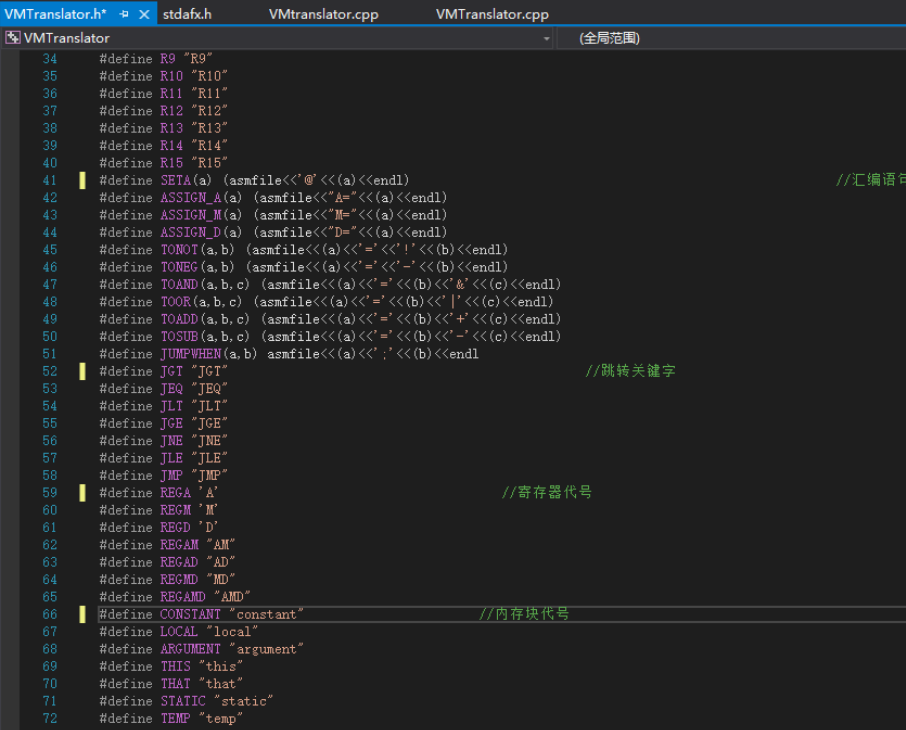 VMTranslator.h* stdafx.h VMtranslator.cpp VMTranslator.cpp
VMTranslator (全局范围)
34 #define R9 "R9"
35 #define R10 "R10"
36 #define R11 "R11"
37 #define R12 "R12"
38 #define R13 "R13"
39 #define R14 "R14"
40 #define R15 "R15"
41 #define SETA(a) (asmfile<<'@'<<(a)<<endl) //汇编语句
42 #define ASSIGN_A(a) (asmfile<<"A="<<(a)<<endl)
43 #define ASSIGN_M(a) (asmfile<<"M="<<(a)<<endl)
44 #define ASSIGN_D(a) (asmfile<<"D="<<(a)<<endl)
45 #define TONOT(a,b) (asmfile<<(a)<<'='<<'!'<<(b)<<endl)
46 #define TONEG(a,b) (asmfile<<(a)<<'='<<'-'<<(b)<<endl)
47 #define TOAND(a,b,c) (asmfile<<(a)<<'='<<(b)<<'&'<<(c)<<endl)
48 #define TOOR(a,b,c) (asmfile<<(a)<<'='<<(b)<<'|'<<(c)<<endl)
49 #define TOADD(a,b,c) (asmfile<<(a)<<'='<<(b)<<'+'<<(c)<<endl)
50 #define TOSUB(a,b,c) (asmfile<<(a)<<'='<<(b)<<'-'<<(c)<<endl)
51 #define JUMPWHEN(a,b) asmfile<<(a)<<';'<<(b)<<endl
52 #define JGT "JGT" //跳转关键字
53 #define JEQ "JEQ"
54 #define JLT "JLT"
55 #define JGE "JGE"
56 #define JNE "JNE"
57 #define JLE "JLE"
58 #define JMP "JMP"
59 #define REGA 'A' //寄存器代号
60 #define REGM 'M'
61 #define REGD 'D'
62 #define REGAM "AM"
63 #define REGAD "AD"
64 #define REGMD "MD"
65 #define REGAMD "AMD"
66 #define CONSTANT "constant" //内存块代号
67 #define LOCAL "local"
68 #define ARGUMENT "argument"
69 #define THIS "this"
70 #define THAT "that"
71 #define STATIC "static"
72 #define TEMP "temp"